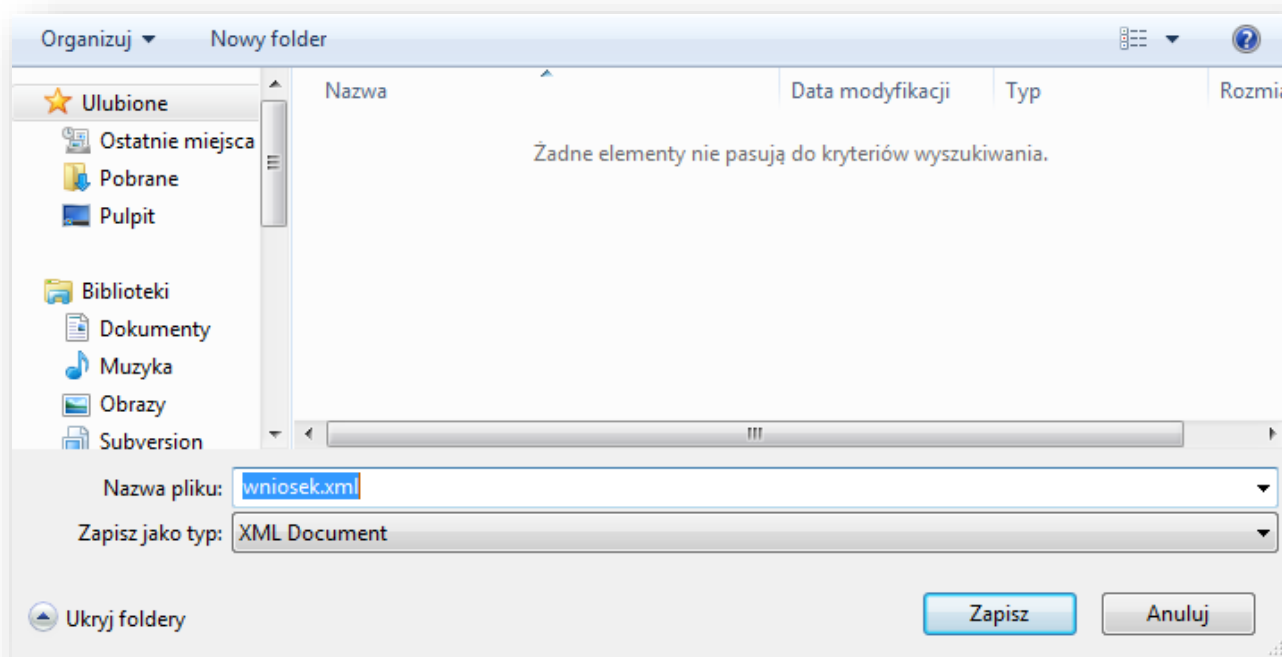 Organizuj Nowy folder
Nazwa Data modyfikacji Typ Rozmia
Żadne elementy nie pasują do kryteriów wyszukiwania.
Ulubione
Ostatnie miejsca
Pobrane
Pulpit
Biblioteki
Dokumenty
Muzyka
Obrazy
Subversion
Nazwa pliku: wniosek.xml
Zapisz jako typ: XML Document
Ukryj foldery Zapisz Anuluj